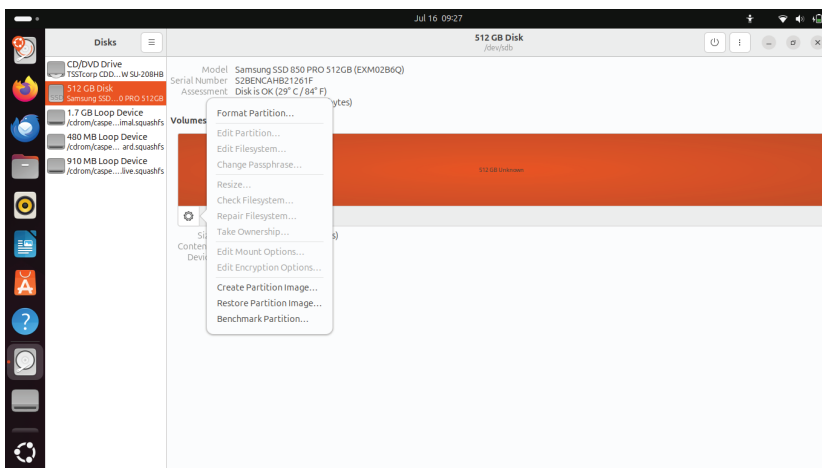 Jul 16 09:27
Disks
512 GB Disk
/dev/sdb
CD/DVD Drive
TSSTcorp CDD...W SU-208HB
512 GB Disk
Samsung SSD...0 PRO 512GB
1.7 GB Loop Device
/cdrom/caspe...imal.squashfs
480 MB Loop Device
/cdrom/caspe... ard.squashfs
910 MB Loop Device
/cdrom/caspe....live.squashfs
Model Samsung SSD 850 PRO 512GB (EXM02B6Q)
Serial Number S2BENCAHB21261F
Assessment Disk is OK (29° C / 84° F)
ytes)
Volumes
512 GB Unknown
Format Partition...
Edit Partition...
Edit Filesystem...
Change Passphrase...
Resize...
Check Filesystem...
Repair Filesystem...
Take Ownership...
Edit Mount Options...
Edit Encryption Options...
Create Partition Image...
Restore Partition Image...
Benchmark Partition...
Si
s)
Conten
Devi